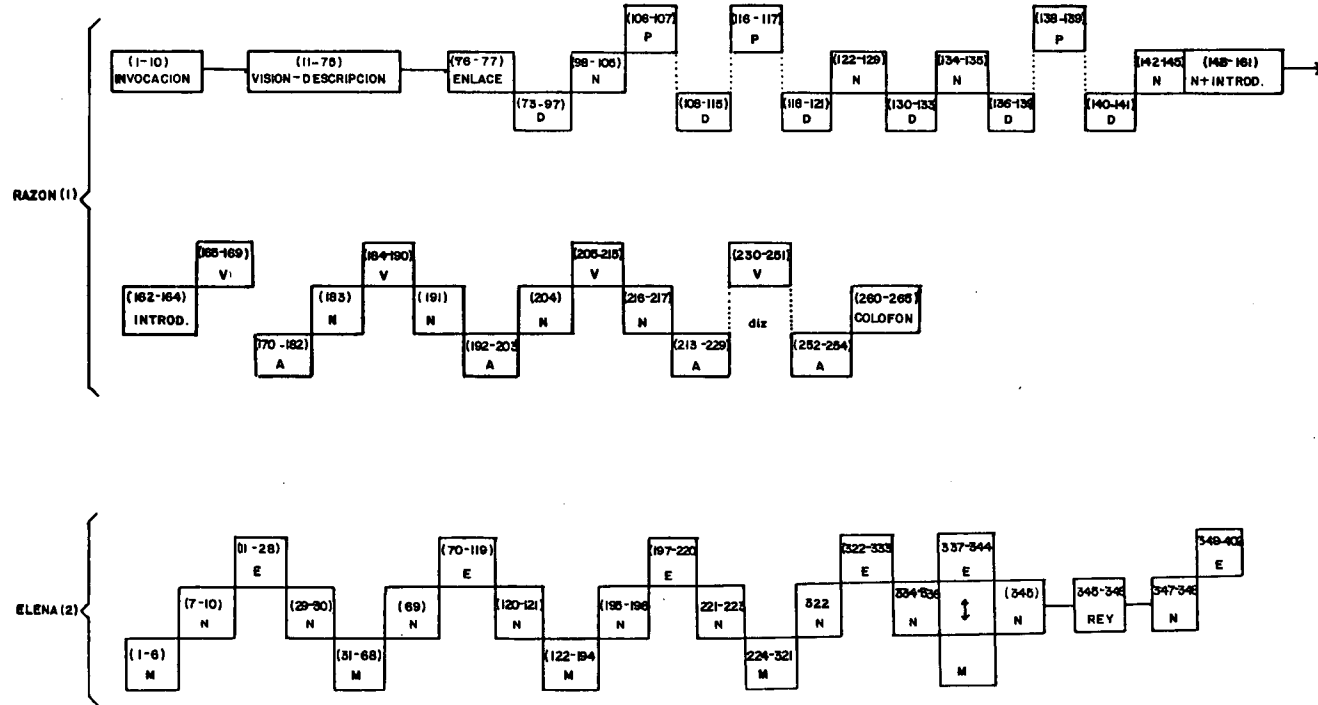 RAZON (1)
(1-10)
INVOCACION
(11-75)
VISION-DESCRIPCION
(76-77)
ENLACE
(73-97)
D
(98-105)
N
(106-107)
P
(108-115)
D
(116-117)
P
(118-121)
D
(122-129)
N
(130-133)
D
(134-135)
N
(136-139)
D
(138-139)
P
(140-141)
D
(142-145)
N
(145-161)
N+INTROD.
(162-164)
INTROD.
(165-169)
V
(170-182)
A
(183)
N
(184-190)
V
(191)
N
(192-203
A
(204)
N
(205-215)
V
(216-217)
N
(213-229)
A
(230-251)
V
diz
(252-254)
A
(260-265)
COLOFON
ELENA (2)
(1-6)
M
(7-10)
N
(11-28)
E
(29-30)
N
(31-68)
M
(69)
N
(70-119)
E
(120-121)
N
(122-194
M
(195-196)
N
(197-220
E
221-223
N
224-321
M
322
N
(322-333)
E
334-336
N
337-344
E
M
(345)
N
345-346
REY
347-348
N
349-402
E